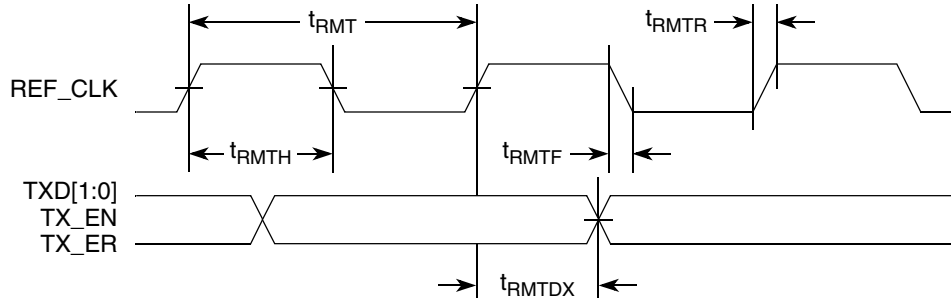 tRMT
tRMTR
REF_CLK
tRMTH
tRMTF
TXD[1:0]
TX_EN
TX_ER
tRMTDX